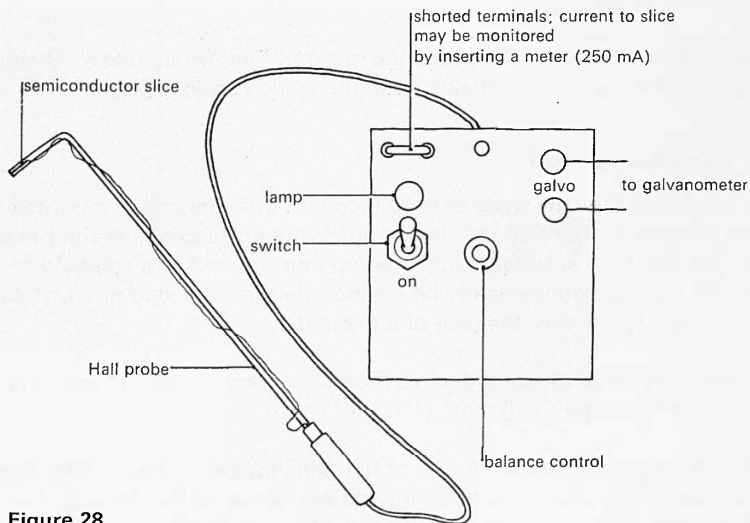 shorted terminals; current to slice
may be monitored
by inserting a meter (250 mA)
semiconductor slice
lamp
galvo
to galvanometer
switch
on
Hall probe
balance control
Figure 28